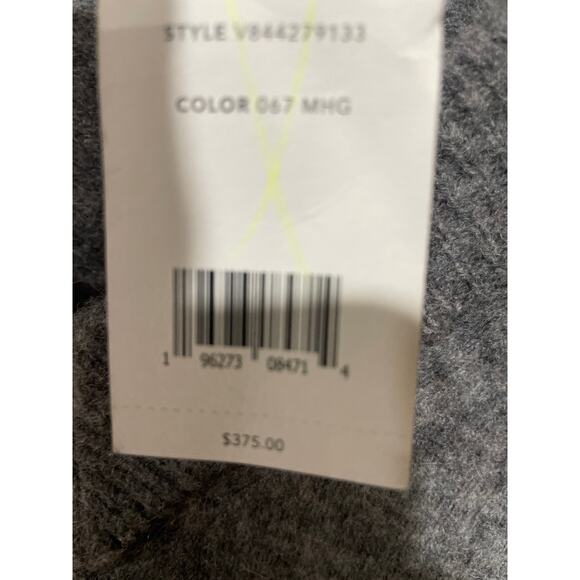 STYLE V844279133
COLOR 067 MHG
1 96273 08471 4
$375.00